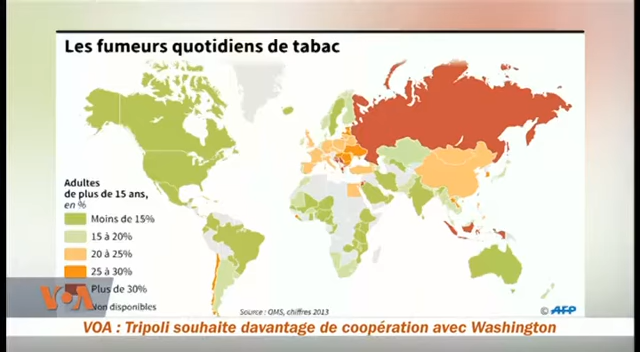 Les fumeurs quotidiens de tabac
Adultes
de plus de 15 ans,
en %
Moins de 15%
15 à 20%
20 à 25%
25 à 30%
Plus de 30%
Non disponibles
Source : OMS, chiffres 2013
© AFP
VOA
VOA : Tripoli souhaite davantage de coopération avec Washington